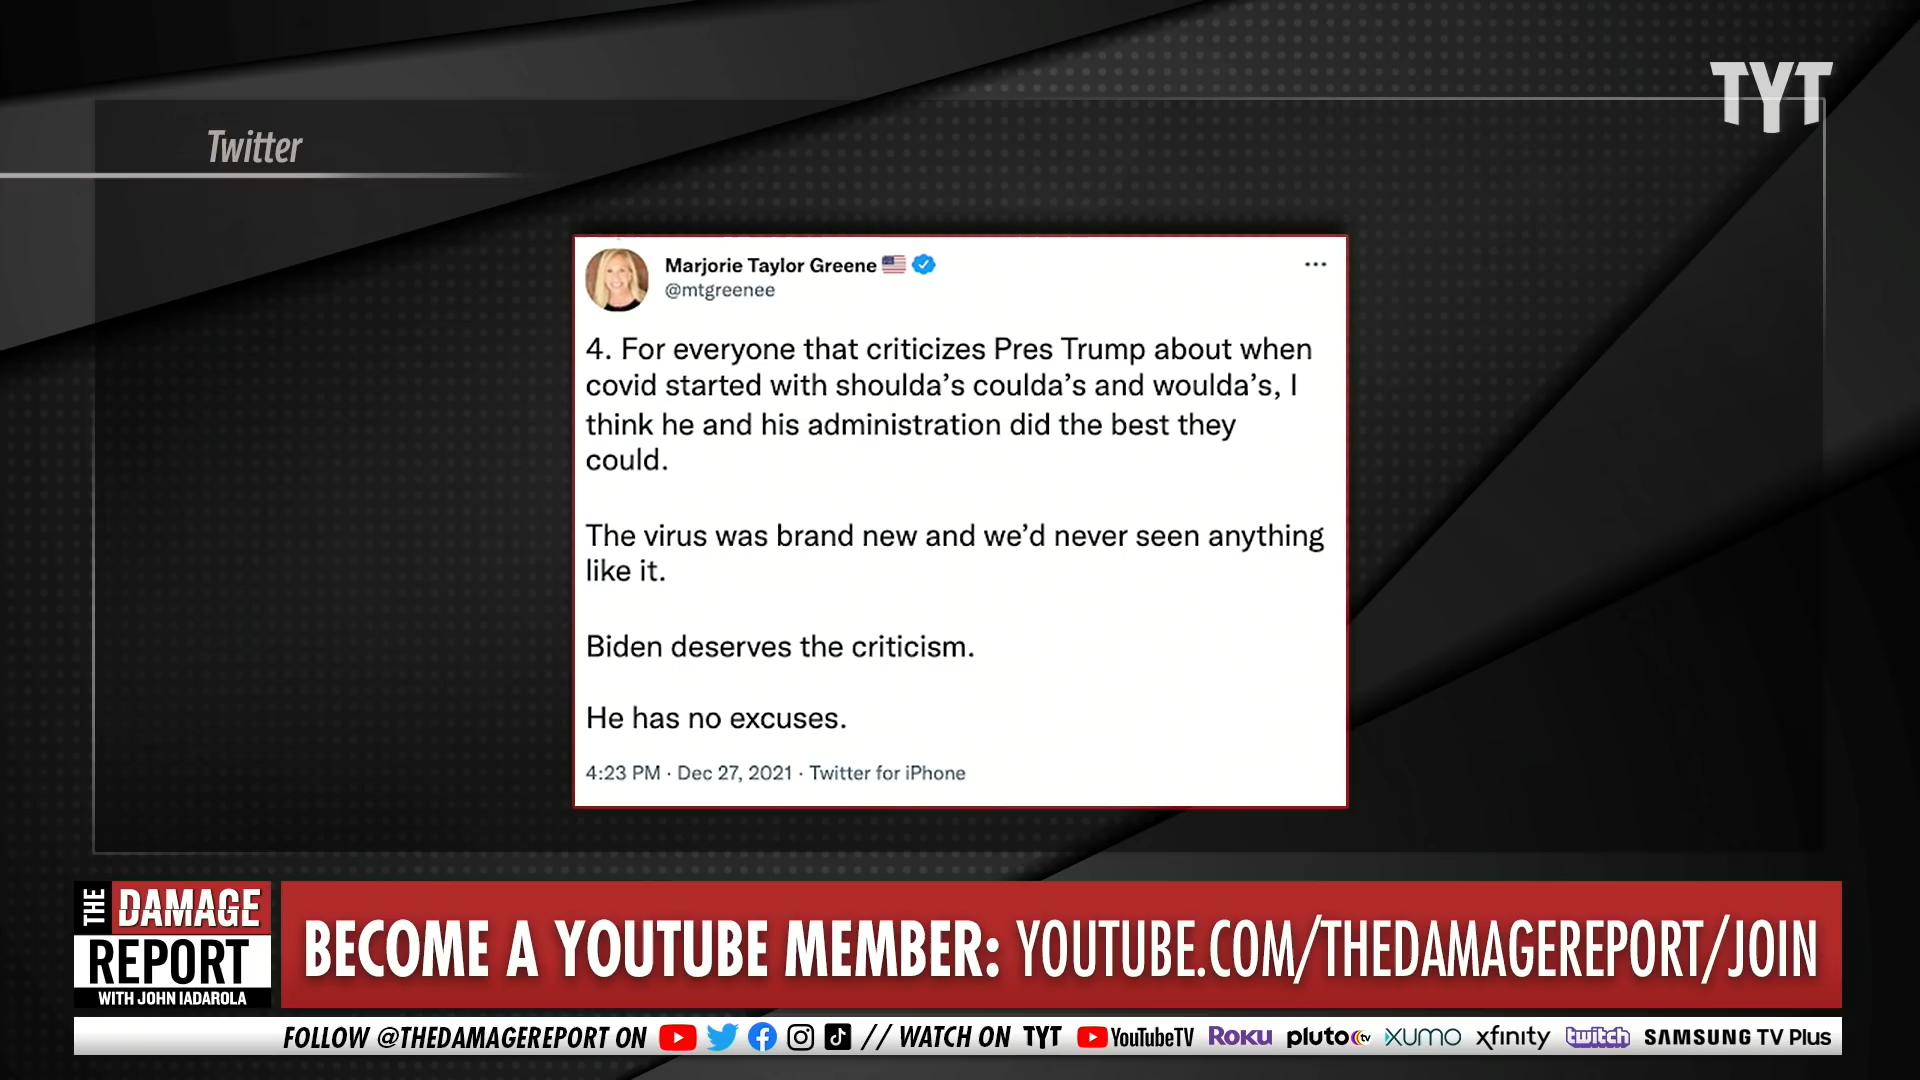 TYT
Twitter
Marjorie Taylor Greene
@mtgreenee
4. For everyone that criticizes Pres Trump about when
covid started with shoulda’s coulda’s and woulda’s, I
think he and his administration did the best they
could.
The virus was brand new and we’d never seen anything
like it.
Biden deserves the criticism.
He has no excuses.
4:23 PM · Dec 27, 2021 · Twitter for iPhone
THE DAMAGE
REPORT
WITH JOHN IADAROLA
BECOME A YOUTUBE MEMBER: YOUTUBE.COM/THEDAMAGEREPORT/JOIN
FOLLOW @THEDAMAGEREPORT ON // WATCH ON TYT YouTubeTV ROKU pluto tv XUMO xfinity twitch SAMSUNG TV Plus